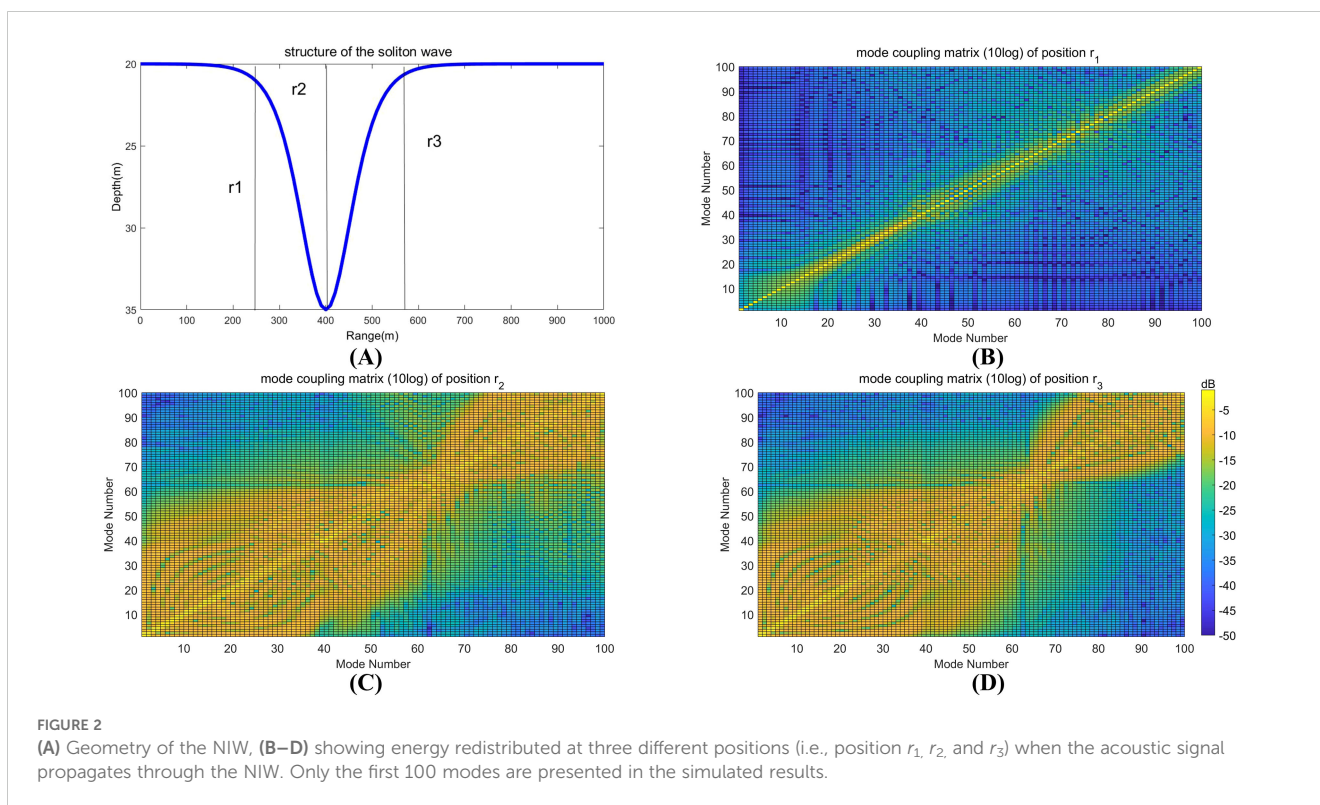 structure of the soliton wave
20
25
30
35
Depth(m)
r1
r2
r3
0 100 200 300 400 500 600 700 800 900 1000
Range(m)
(A)
mode coupling matrix (10log) of position r1
100
90
80
70
60
50
40
30
20
10
Mode Number
10 20 30 40 50 60 70 80 90 100
Mode Number
(B)
mode coupling matrix (10log) of position r2
100
90
80
70
60
50
40
30
20
10
Mode Number
10 20 30 40 50 60 70 80 90 100
Mode Number
(C)
mode coupling matrix (10log) of position r3
100
90
80
70
60
50
40
30
20
10
Mode Number
10 20 30 40 50 60 70 80 90 100
Mode Number
(D)
dB
-5
-10
-15
-20
-25
-30
-35
-40
-45
-50
FIGURE 2
(A) Geometry of the NIW, (B–D) showing energy redistributed at three different positions (i.e., position r1, r2, and r3) when the acoustic signal
propagates through the NIW. Only the first 100 modes are presented in the simulated results.